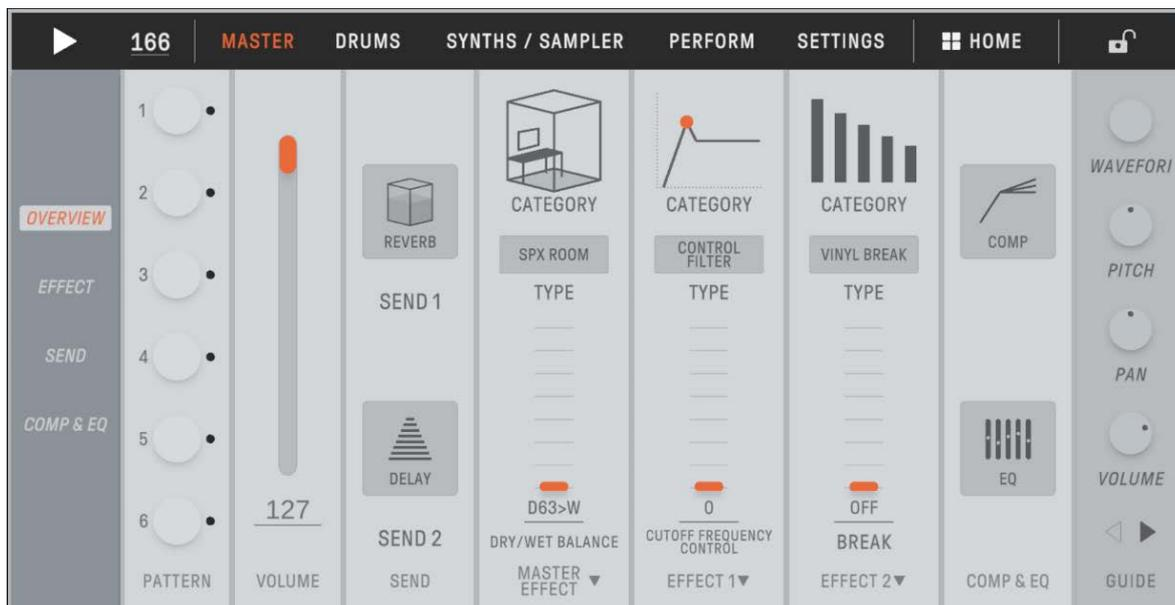 166 MASTER DRUMS SYNTHS / SAMPLER PERFORM SETTINGS HOME
OVERVIEW
EFFECT
SEND
COMP & EQ
1
2
3
4
5
6
PATTERN
127
VOLUME
REVERB
SEND 1
DELAY
SEND 2
SEND
CATEGORY
SPX ROOM
TYPE
D63>W
DRY/WET BALANCE
MASTER
EFFECT ▼
CATEGORY
CONTROL
FILTER
TYPE
0
CUTOFF FREQUENCY
CONTROL
EFFECT 1▼
CATEGORY
VINYL BREAK
TYPE
OFF
BREAK
EFFECT 2▼
COMP
EQ
COMP & EQ
WAVEFORI
PITCH
PAN
VOLUME
GUIDE